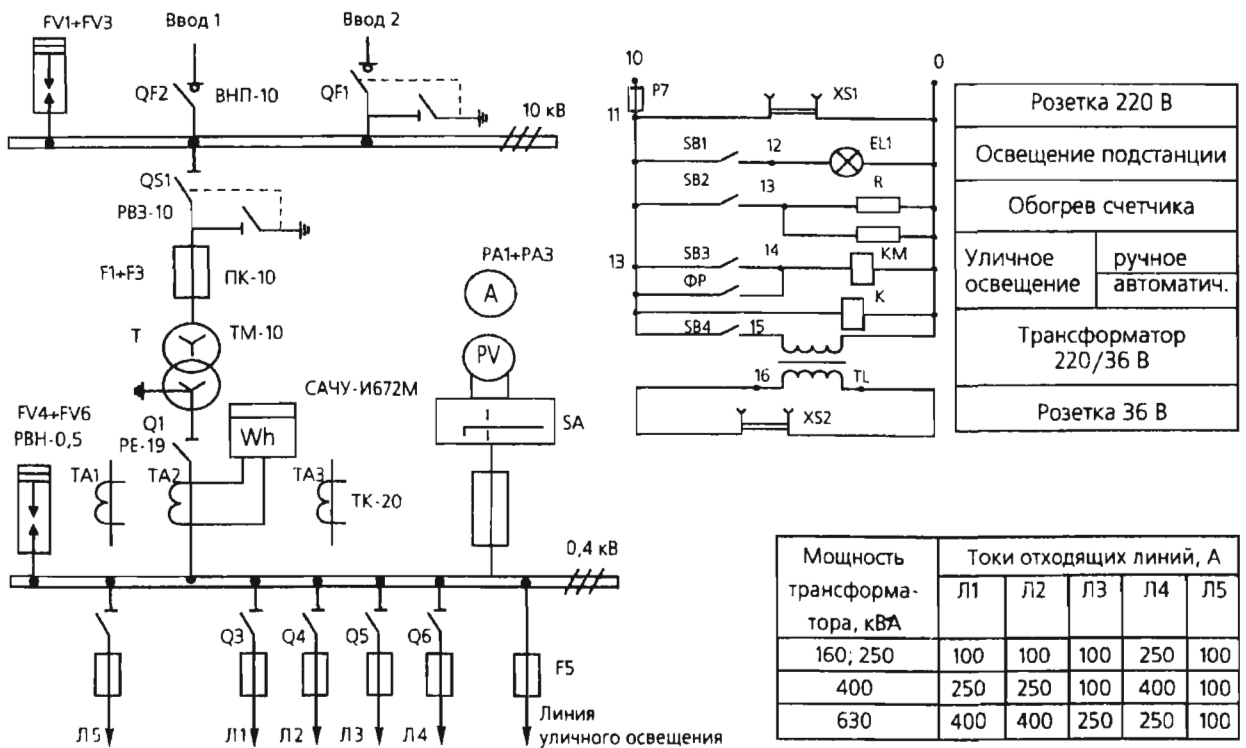 FV1+FV3
Ввод 1
Ввод 2
QF2
ВНП-10
QF1
10 кВ
QS1
РВЗ-10
F1+F3
ПК-10
Т
ТМ-10
FV4+FV6
РВН-0,5
Q1
РЕ-19
САЧУ-И672М
Wh
TA1
TA2
TA3
ТК-20
РА1+РА3
A
PV
SA
0,4 кВ
Q3
Q4
Q5
Q6
F5
Л5
Л1
Л2
Л3
Л4
Линия
уличного освещения
10
0
P7
XS1
11
SB1
12
EL1
SB2
13
R
13
SB3
14
KM
ФР
K
SB4
15
16
TL
XS2
Розетка 220 В
Освещение подстанции
Обогрев счетчика
Уличное
освещение
ручное
автоматич.
Трансформатор
220/36 В
Розетка 36 В
Мощность
трансформа-
тора, кВА
Токи отходящих линий, А
Л1 Л2 Л3 Л4 Л5
160; 250 100 100 100 250 100
400 250 250 100 400 100
630 400 400 250 250 100